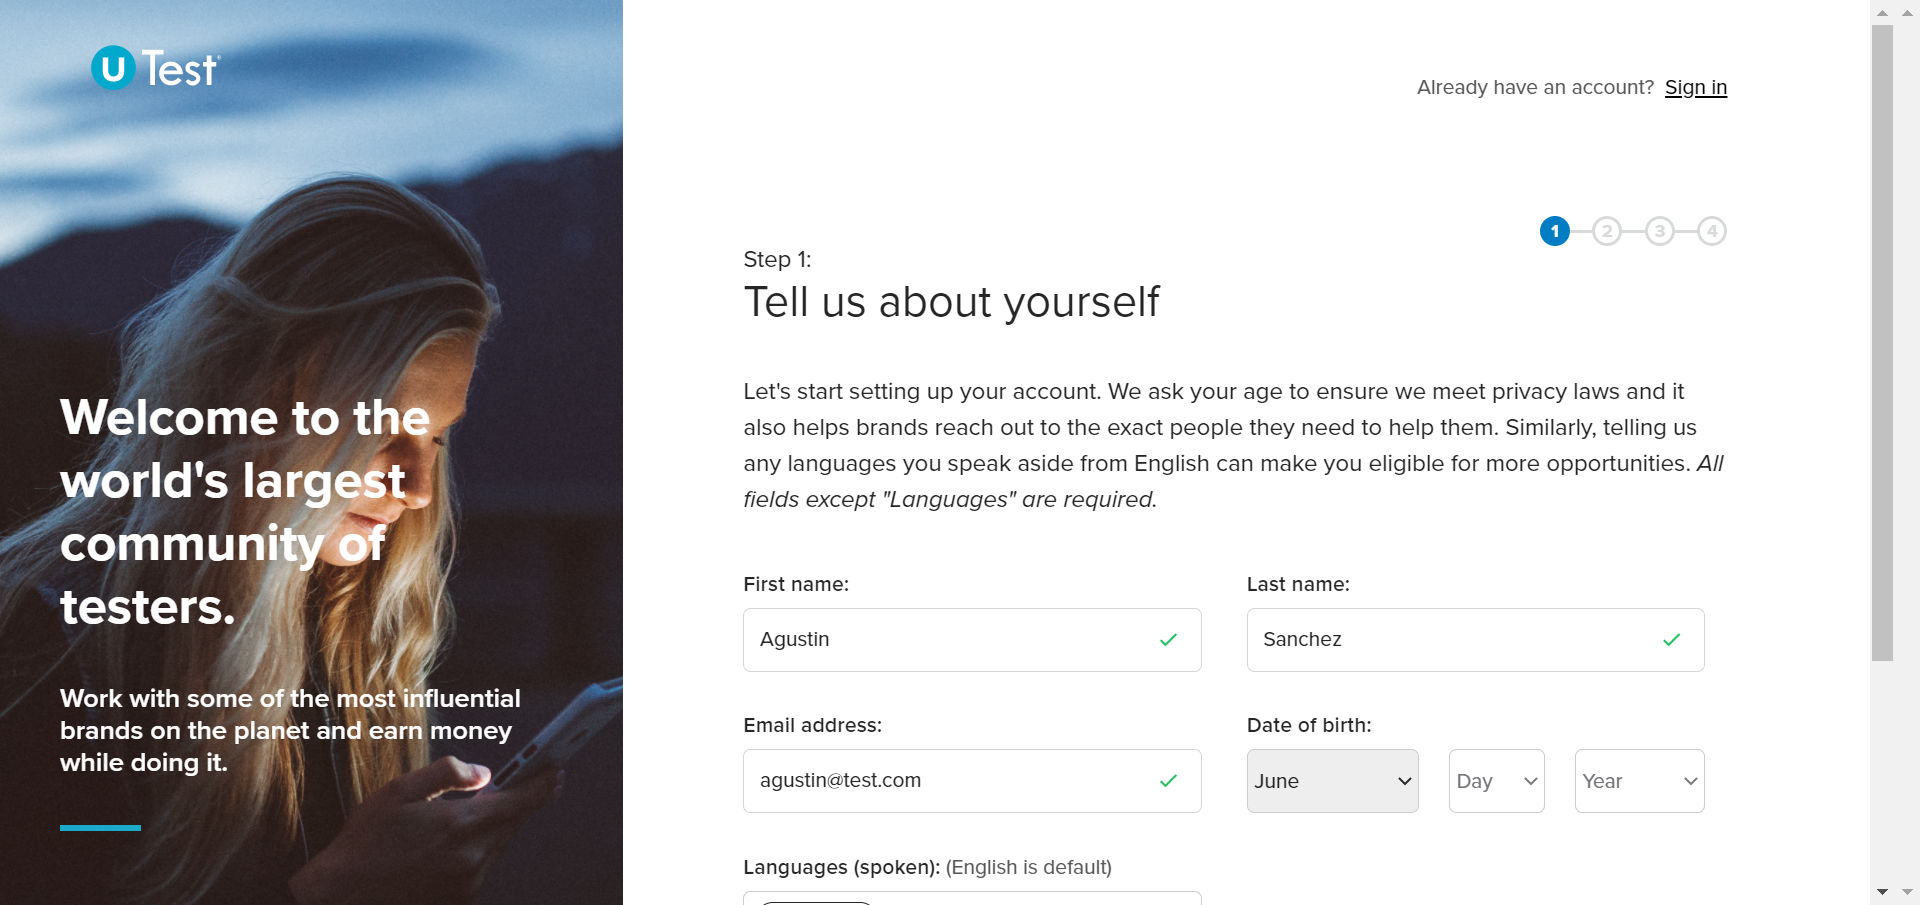 u Test
Welcome to the
world's largest
community of
testers.
Work with some of the most influential
brands on the planet and earn money
while doing it.
Already have an account? Sign in
1 2 3 4
Step 1:
Tell us about yourself
Let's start setting up your account. We ask your age to ensure we meet privacy laws and it
also helps brands reach out to the exact people they need to help them. Similarly, telling us
any languages you speak aside from English can make you eligible for more opportunities. All
fields except "Languages" are required.
First name: Last name:
Agustin Sanchez
Email address: Date of birth:
agustin@test.com June Day Year
Languages (spoken): (English is default)